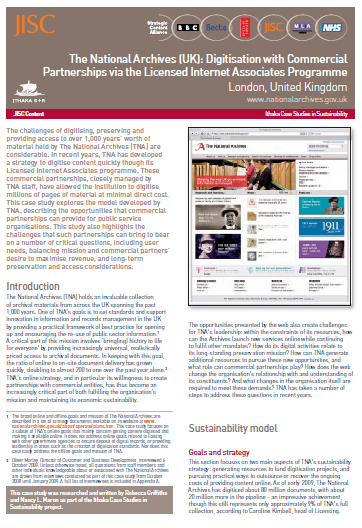 JISC
Strategic
Content
Alliance
BBC
Becta
JISC
MLA
NHS
The National Archives (UK): Digitisation with Commercial
Partnerships via the Licensed Internet Associates Programme
London, United Kingdom
www.nationalarchives.gov.uk
ITHAKA S+R
JISC Content
Ithaka Case Studies in Sustainability
The challenges of digitising, preserving and
providing access to over 1,000 years' worth of
material held by The National Archives (TNA) are
considerable. In recent years, TNA has developed
a strategy to digitise content quickly though its
Licensed Internet Associates programme. These
commercial partnerships, closely managed by
TNA staff, have allowed the institution to digitise
millions of pages of material at minimal direct cost.
This case study explores the model developed by
TNA, describing the opportunities that commercial
partnerships can provide for public service
organisations. This study also highlights the
challenges that such partnerships can bring to bear
on a number of critical questions, including user
needs, balancing mission and commercial partners'
desire to maximise revenue, and long-term
preservation and access considerations.
Introduction
The National Archives (TNA) holds an invaluable collection
of archival materials from across the UK spanning the past
1,000 years. One of TNA's goals is to set standards and support
innovation in information and records management in the UK
by providing a practical framework of best practice for opening
up and encouraging the re-use of public sector information.¹
A critical part of its mission involves 'bring[ing] history to life
for everyone' by providing increasingly universal, realistically
priced access to archival documents. In keeping with this goal,
the ratio of online to on-site document delivery has grown
quickly, doubling to almost 200 to one over the past year alone.²
TNA's online strategy, and in particular its willingness to create
partnerships with commercial entities, has thus become an
increasingly critical part of both fulfilling the organisation's
mission and maintaining its economic sustainability.
This case study was researched and written by Rebecca Griffiths
and Nancy L. Maron as part of the Ithaka Case Studies in
Sustainability project.
The National Archives
1911
The opportunities presented by the web also create challenges
for TNA's leadership: within the constraints of its resources, how
can the Archives launch new services online while continuing
to fulfil other mandates? How do its digital activities relate to
its long-standing preservation mission? How can TNA generate
additional resources to pursue these new opportunities, and
what role can commercial partnerships play? How does the web
change the organisation's relationship with and understanding of
its constituents? And what changes in the organisation itself are
required to meet these demands? TNA has taken a number of
steps to address these questions in recent years.
Sustainability model
Goals and strategy
This section focuses on two main aspects of TNA's sustainability
strategy: generating resources to fund digitisation projects, and
pursuing practical ways to outsource or recover the ongoing
costs of providing content online. As of early 2009, The National
Archives has digitised about 80 million documents, with about
20 million more in the pipeline – an impressive achievement,
though this still represents only approximately 5% of TNA's full
collection, according to Caroline Kimbell, head of Licensed